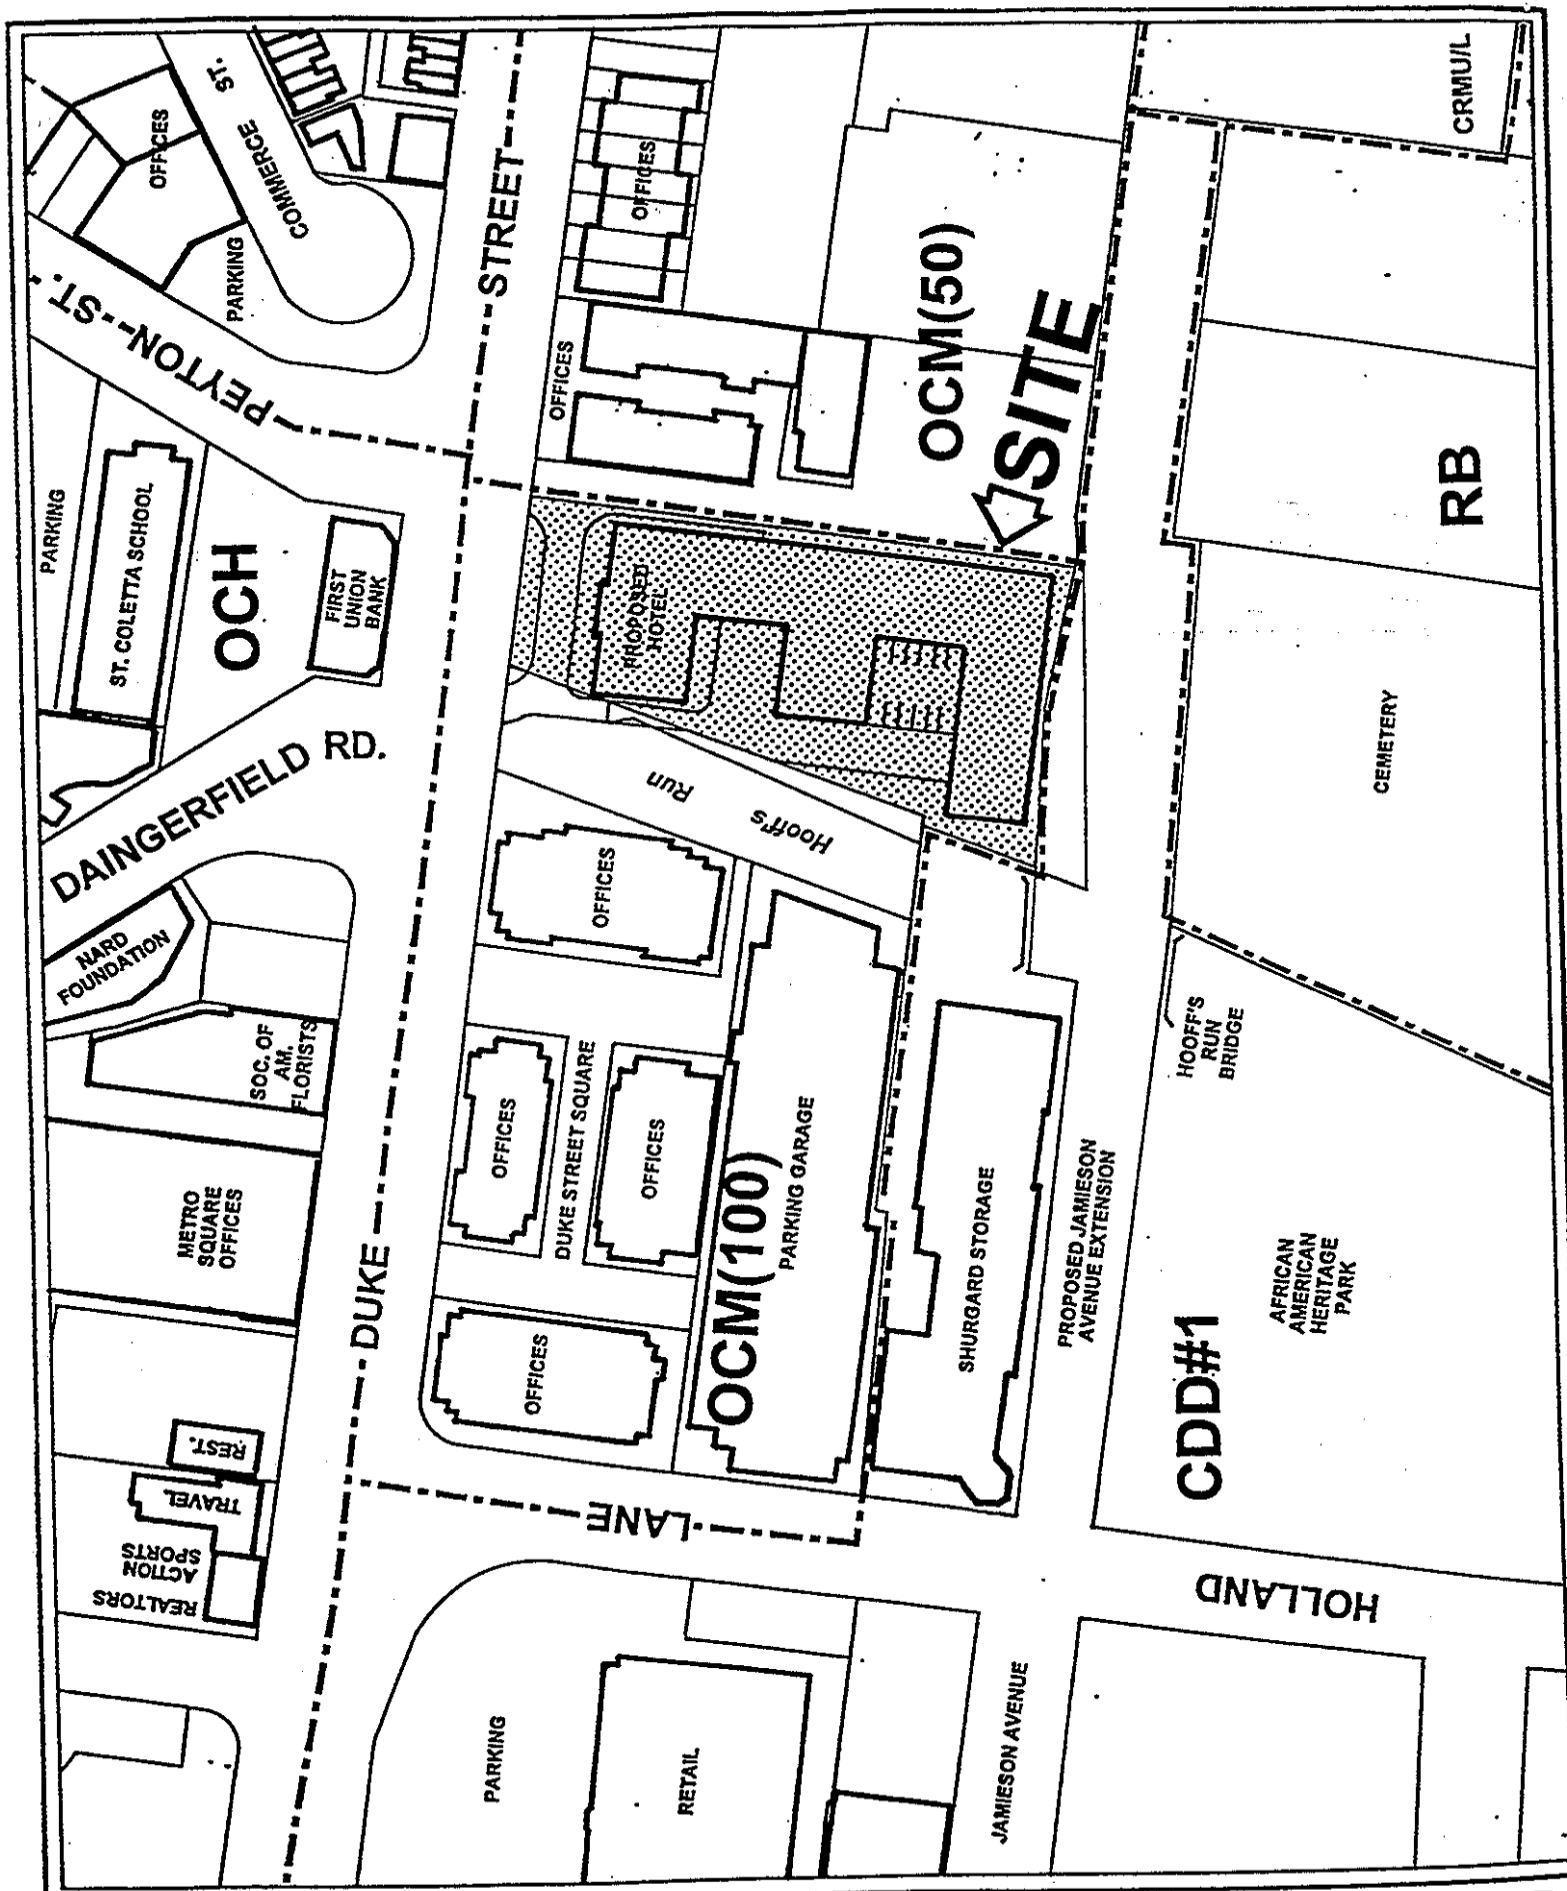 OFFICES
COMMERCE
ST.
PARKING
PEYTON ST.
PARKING
ST. COLETTA SCHOOL
OCH
FIRST
UNION
BANK
DAINGERFIELD RD.
NARD
FOUNDATION
SOC. OF
AM.
FLORISTS
METRO
SQUARE
OFFICES
REST.
TRAVEL
ACTION
SPORTS
REALTORS
DUKE STREET
OFFICES
OFFICES
OCM(50)
SITE
PROPOSED
HOTEL
Hooff's Run
OFFICES
OFFICES
DUKE STREET SQUARE
OFFICES
OFFICES
OCM(100)
PARKING GARAGE
SHURGARD STORAGE
PROPOSED JAMIESON
AVENUE EXTENSION
HOOFF'S
RUN
BRIDGE
CRMU/L
RB
CEMETERY
AFRICAN
AMERICAN
HERITAGE
PARK
CDD#1
HOLLAND LANE
PARKING
RETAIL
JAMIESON AVENUE